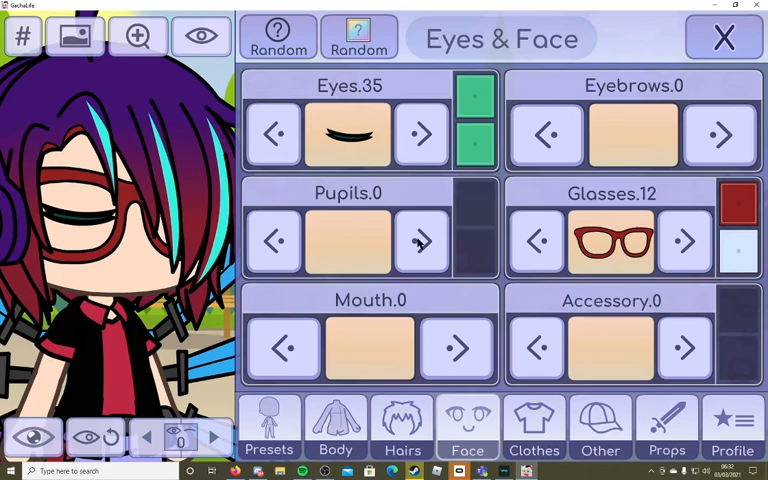 GachaLife
#
?
Random
?
Random
Eyes & Face
X
Eyes.35
Eyebrows.0
Pupils.0
Glasses.12
Mouth.0
Accessory.0
0
Presets
Body
Hairs
Face
Clothes
Other
Props
Profile
Type here to search
06:32
03/03/2021